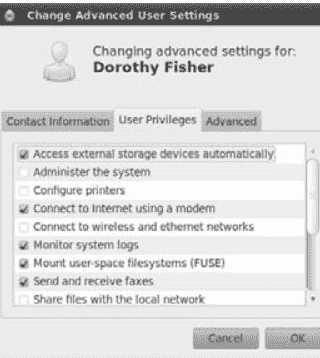 Change Advanced User Settings
Changing advanced settings for:
Dorothy Fisher
Contact Information User Privileges Advanced
Access external storage devices automatically
Administer the system
Configure printers
Connect to Internet using a modem
Connect to wireless and ethernet networks
Monitor system logs
Mount user-space filesystems (FUSE)
Send and receive faxes
Share files with the local network
Cancel OK